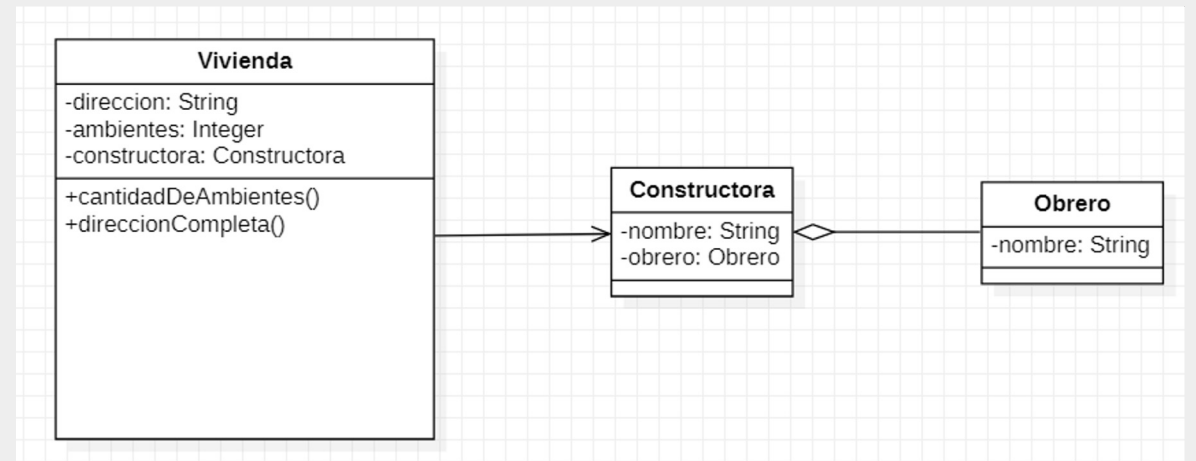 Vivienda
-direccion: String
-ambientes: Integer
-constructora: Constructora
+cantidadDeAmbientes()
+direccionCompleta()
Constructora
-nombre: String
-obrero: Obrero
Obrero
-nombre: String